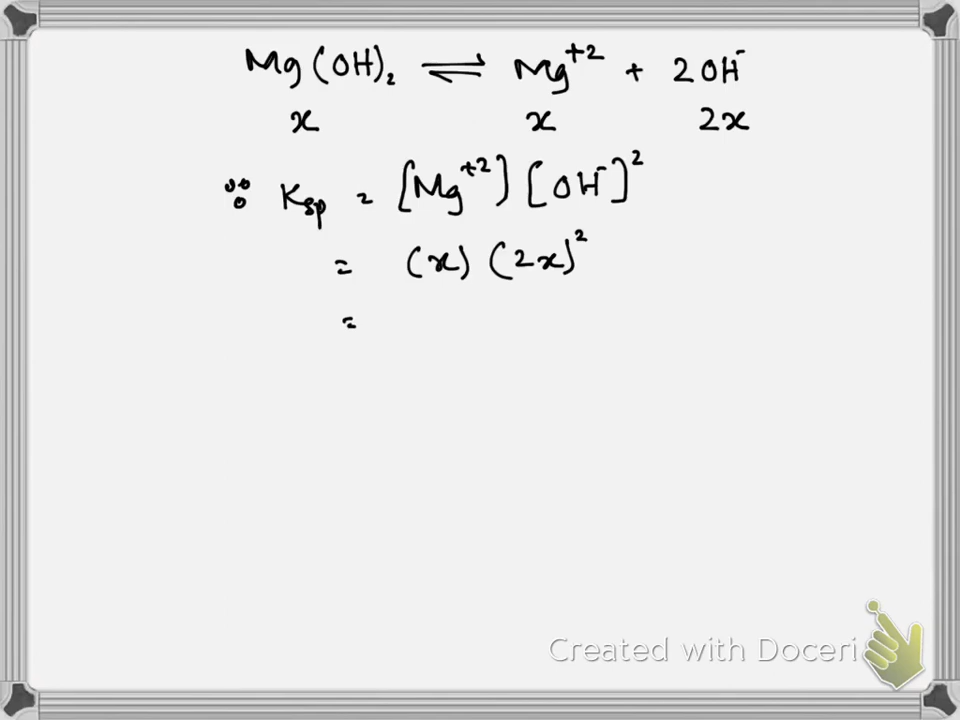 Mg(OH)₂ ⇌ Mg⁺² + 2OH⁻
x x 2x
∵ Ksp = [Mg⁺²] [OH⁻]²
= (x) (2x)²
=
Created with Doceri